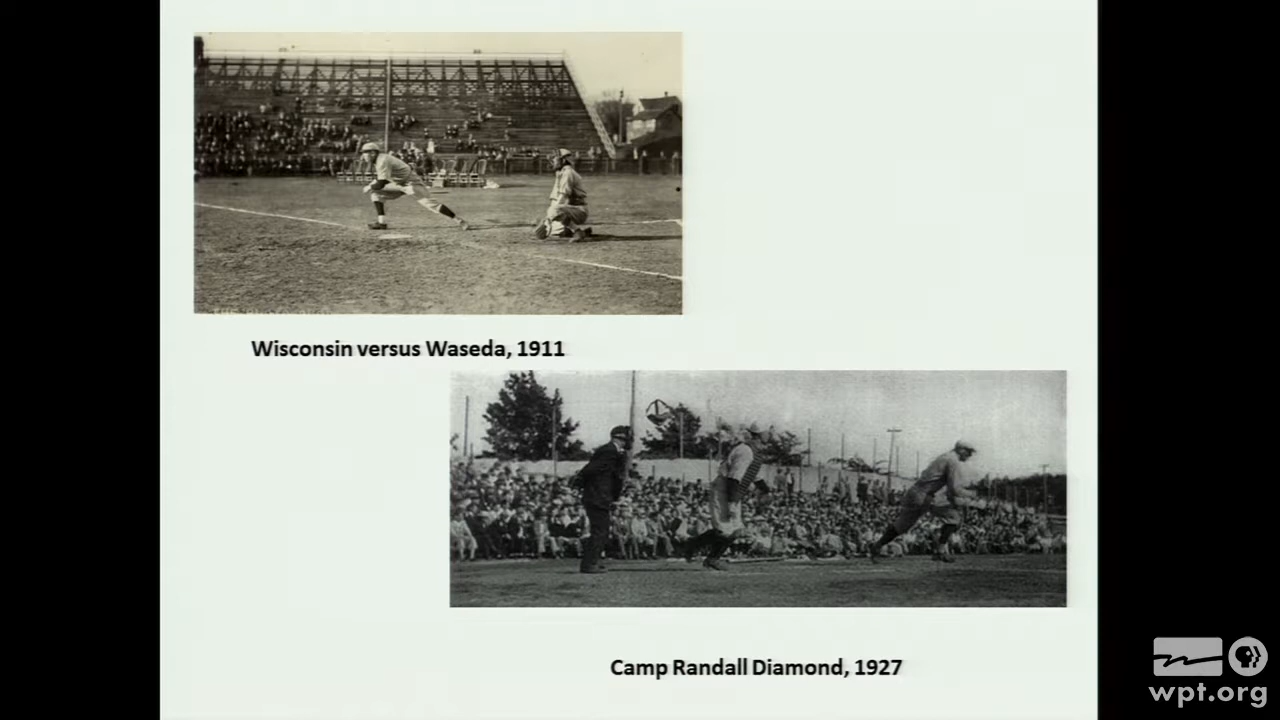 Wisconsin versus Waseda, 1911
Camp Randall Diamond, 1927
wpt.org